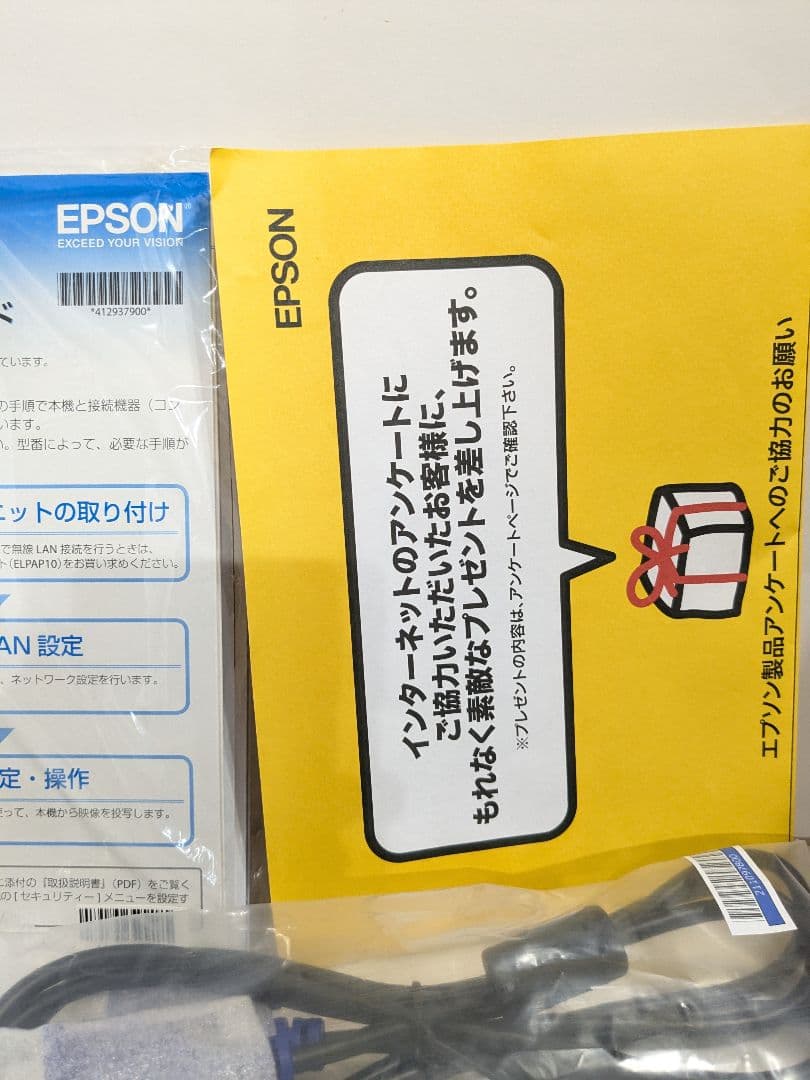 EPSON
EXCEED YOUR VISION
*412937900*
ド
ています。
の手順で本機と接続機器（コン
います。
い。型番によって、必要な手順が
ニットの取り付け
で無線 LAN 接続を行うときは、
ト（ELPAP10）をお買い求めください。
AN 設定
、ネットワーク設定を行います。
定・操作
使って、本機から映像を投写します。
に添付の『取扱説明書』（PDF）をご覧く
の [ セキュリティー ] メニューを設定す
EPSON
インターネットのアンケートに
ご協力いただいたお客様に、
もれなく素敵なプレゼントを差し上げます。
※プレゼントの内容は、アンケートページでご確認下さい。
エプソン製品アンケートへのご協力のお願い